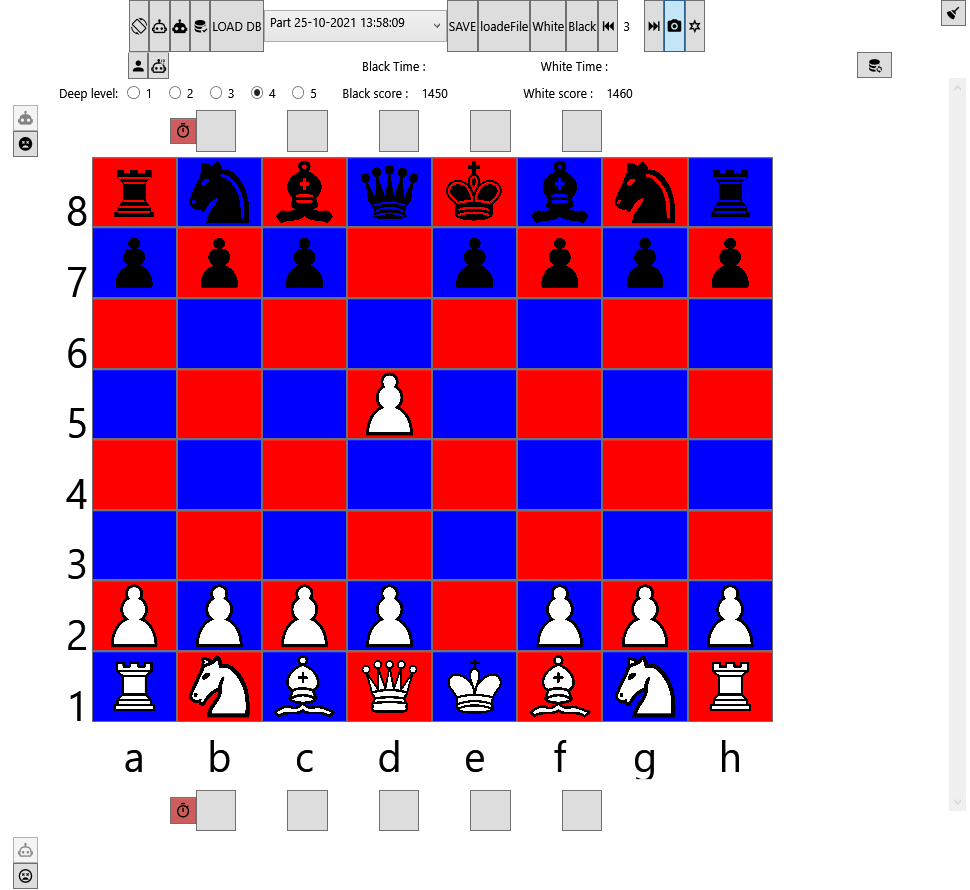 LOAD DB Part 25-10-2021 13:58:09 SAVE loadeFile White Black 3
Black Time : White Time :
Deep level: 1 2 3 4 5 Black score : 1450 White score : 1460
8
7
6
5
4
3
2
1
a b c d e f g h